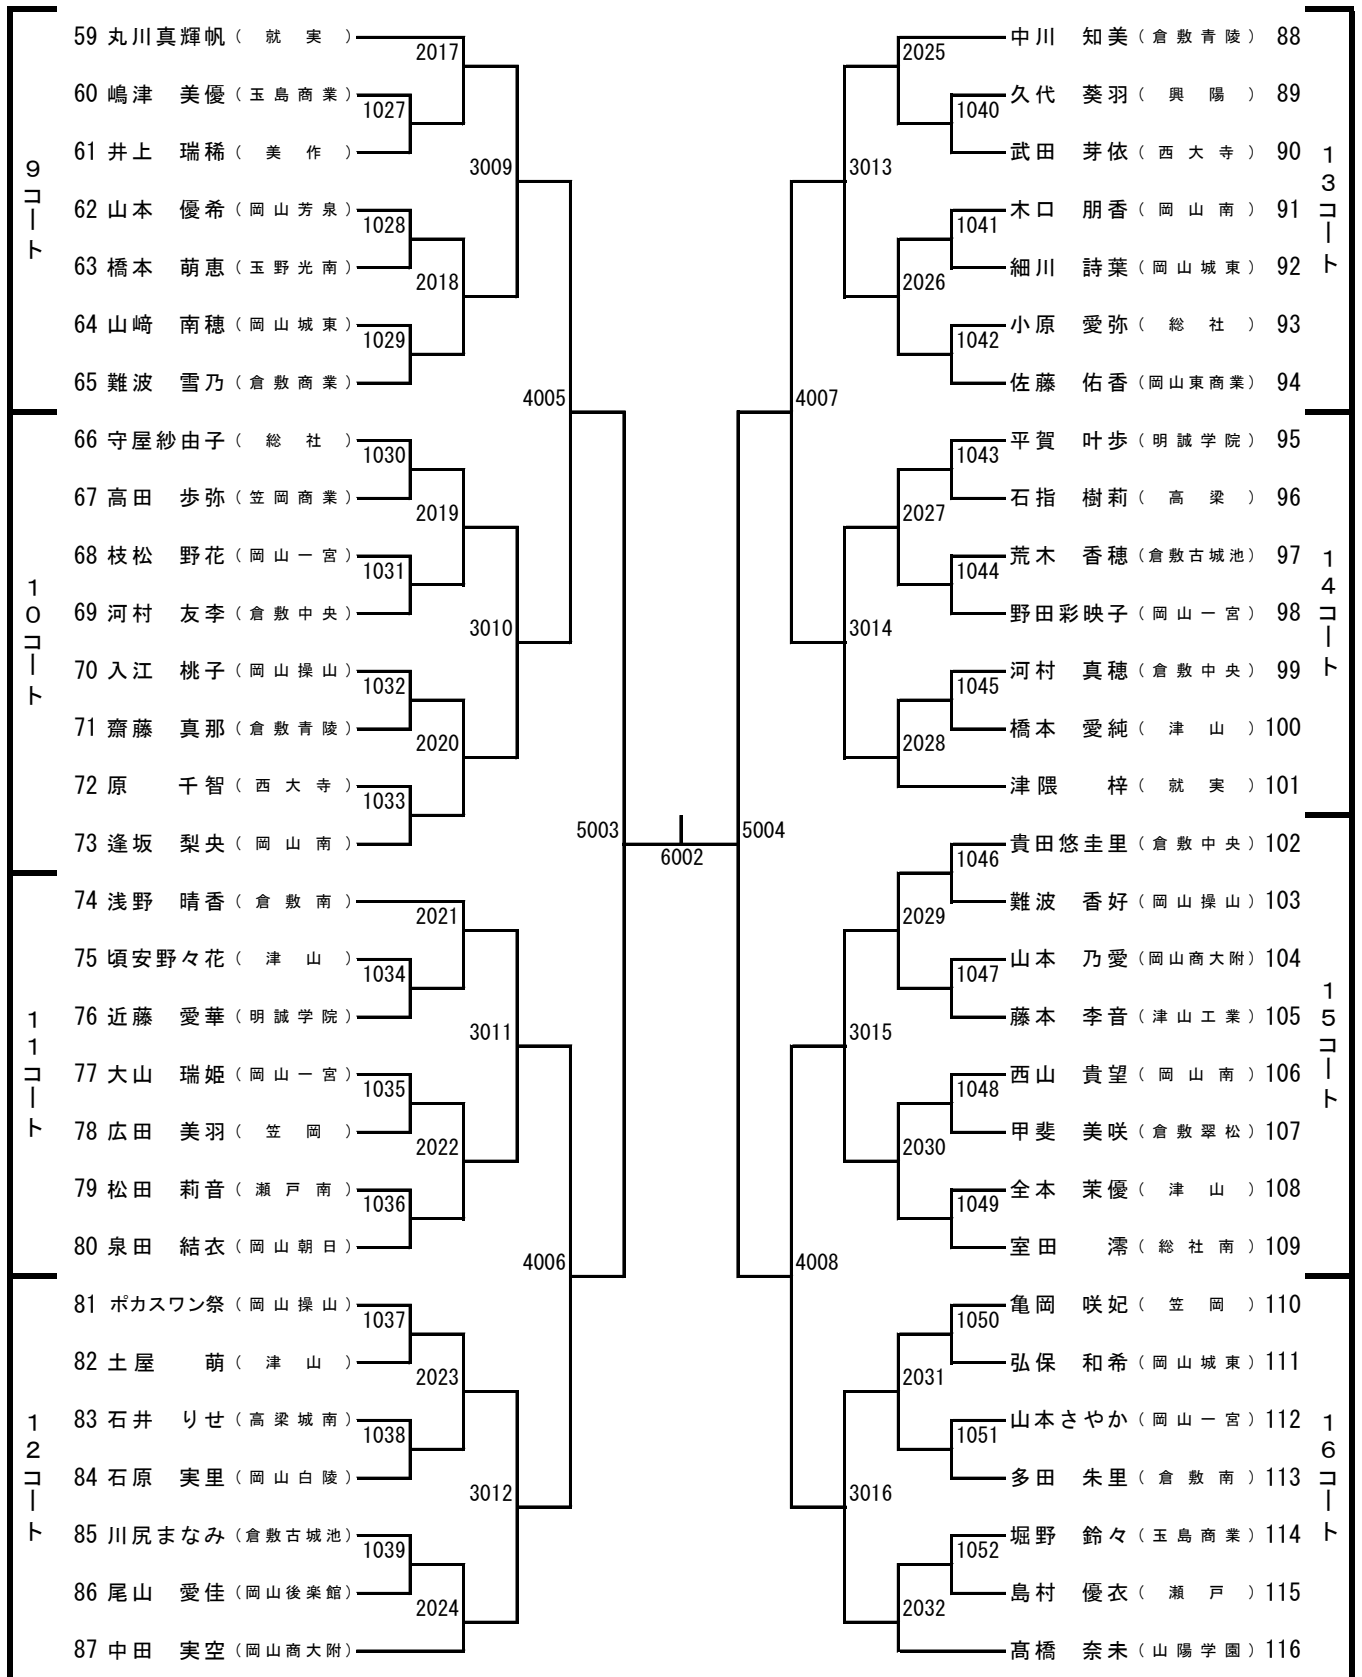 59 丸川真輝帆（就実）
2017
60 嶋津 美優（玉島商業）
1027
61 井上 瑞稀（美作）
3009
62 山本 優希（岡山芳泉）
1028
63 橋本 萌恵（玉野光南）
2018
64 山﨑 南穂（岡山城東）
1029
65 難波 雪乃（倉敷商業）
9コート
4005
66 守屋紗由子（総社）
1030
67 高田 歩弥（笠岡商業）
2019
68 枝松 野花（岡山一宮）
1031
69 河村 友李（倉敷中央）
3010
70 入江 桃子（岡山操山）
1032
71 齋藤 真那（倉敷青陵）
2020
72 原 千智（西大寺）
1033
73 逢坂 梨央（岡山南）
10コート
5003
6002
74 浅野 晴香（倉敷南）
2021
75 頃安野々花（津山）
1034
76 近藤 愛華（明誠学院）
3011
77 大山 瑞姫（岡山一宮）
1035
78 広田 美羽（笠岡）
2022
79 松田 莉音（瀬戸南）
1036
80 泉田 結衣（岡山朝日）
11コート
4006
81 ポカスワン祭（岡山操山）
1037
82 土屋 萌（津山）
2023
83 石井 りせ（高梁城南）
1038
84 石原 実里（岡山白陵）
3012
85 川尻まなみ（倉敷古城池）
1039
86 尾山 愛佳（岡山後楽館）
2024
87 中田 実空（岡山商大附）
12コート
中川 知美（倉敷青陵） 88
2025
久代 葵羽（興陽） 89
1040
武田 芽依（西大寺） 90
3013
木口 朋香（岡山南） 91
1041
細川 詩葉（岡山城東） 92
2026
小原 愛弥（総社） 93
1042
佐藤 佑香（岡山東商業） 94
13コート
4007
平賀 叶歩（明誠学院） 95
1043
石指 樹莉（高梁） 96
2027
荒木 香穂（倉敷古城池） 97
1044
野田彩映子（岡山一宮） 98
3014
河村 真穂（倉敷中央） 99
1045
橋本 愛純（津山） 100
2028
津隈 梓（就実） 101
14コート
5004
貴田悠圭里（倉敷中央） 102
1046
難波 香好（岡山操山） 103
2029
山本 乃愛（岡山商大附） 104
1047
藤本 李音（津山工業） 105
3015
西山 貴望（岡山南） 106
1048
甲斐 美咲（倉敷翠松） 107
2030
全本 茉優（津山） 108
1049
室田 澪（総社南） 109
15コート
4008
亀岡 咲妃（笠岡） 110
1050
弘保 和希（岡山城東） 111
2031
山本さやか（岡山一宮） 112
1051
多田 朱里（倉敷南） 113
3016
堀野 鈴々（玉島商業） 114
1052
島村 優衣（瀬戸） 115
2032
髙橋 奈未（山陽学園） 116
16コート